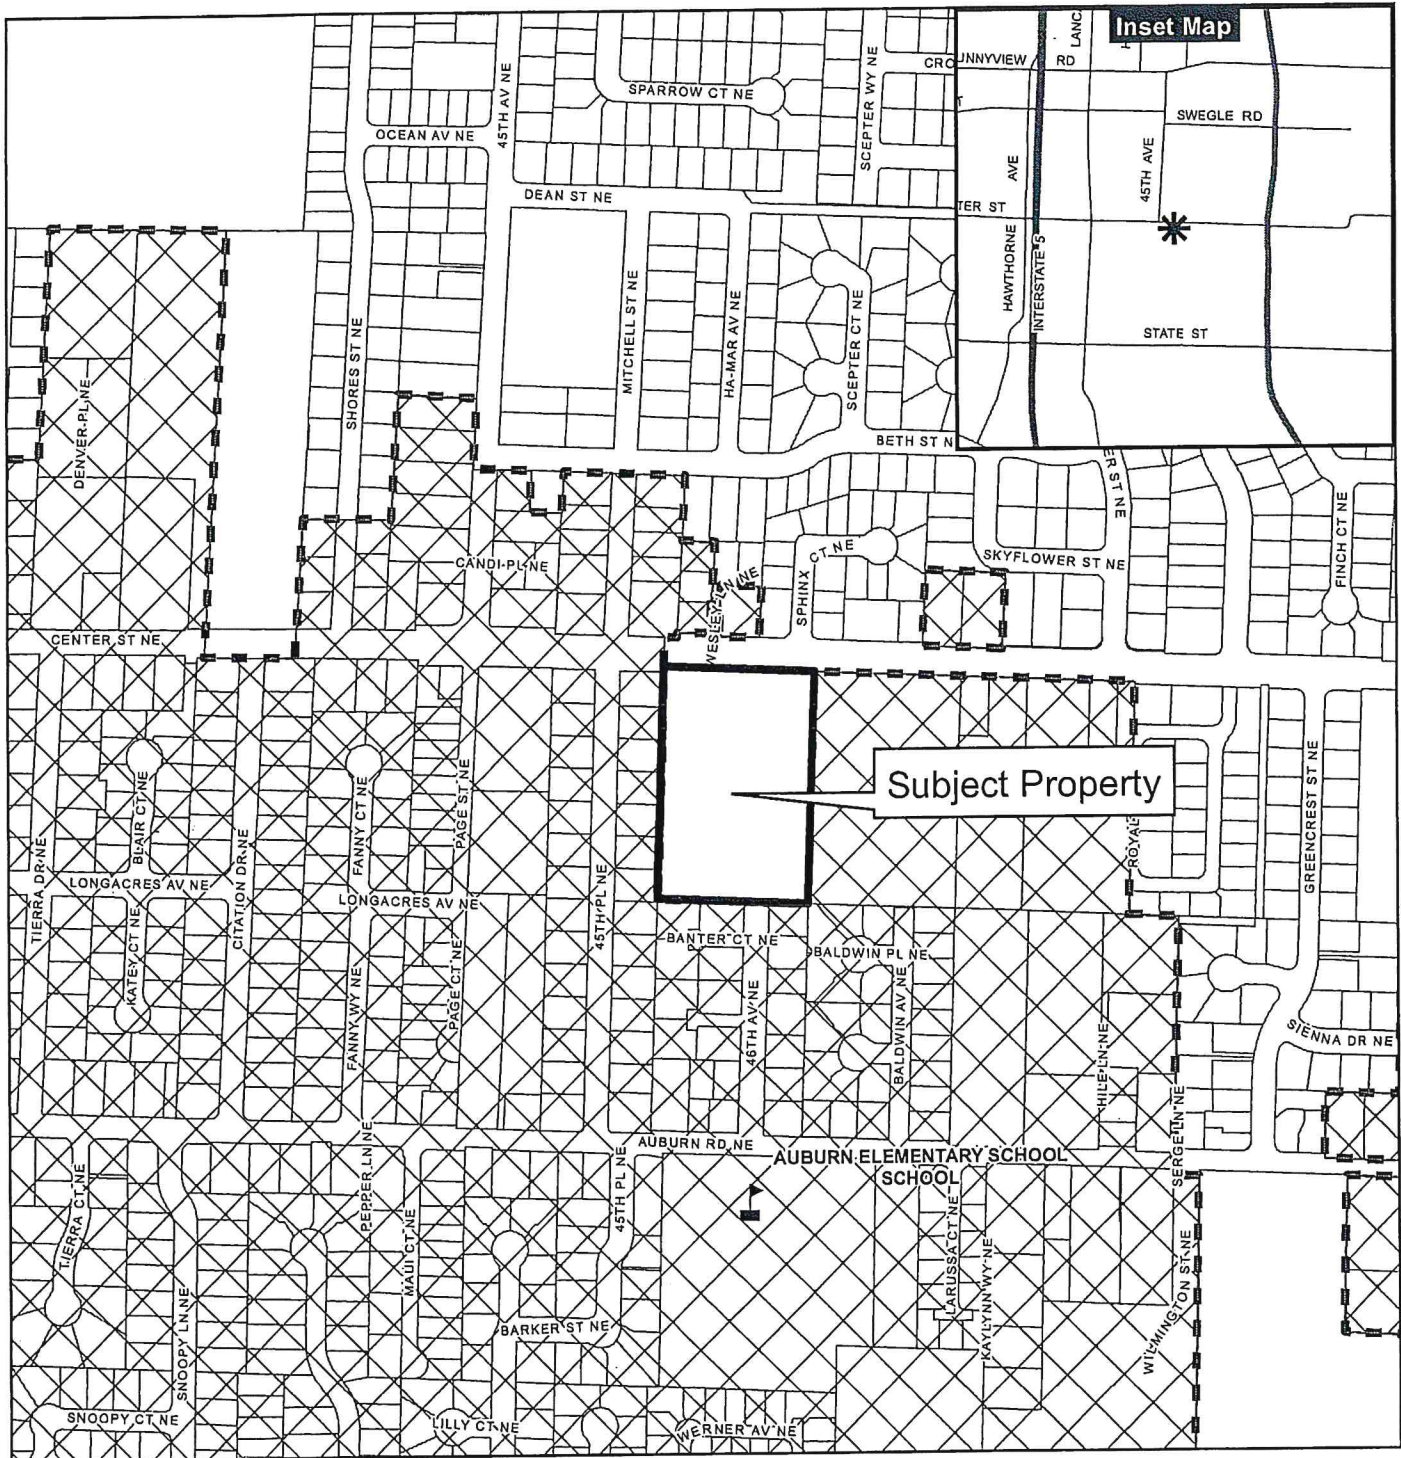 Inset Map
UNNYVIEW RD
LANC
CRO
SWEGLE RD
45TH AVE
AVE
HAWTHORNE
TER ST
INTERSTATE 5
STATE ST
45TH AV NE
SPARROW CT NE
SCEPTER WY NE
OCEAN AV NE
DEAN ST NE
MITCHELL ST NE
HA-MAR AV NE
SCEPTER CT NE
SHORES ST NE
DENVER PL NE
BETH ST N
ER ST NE
FINCH CT NE
CANDI PL NE
WESLEY LN NE
SPHINX CT NE
SKYFLOWER ST NE
CENTER ST NE
Subject Property
ROYAL
GREENCREST ST NE
BLAIR CT NE
FANNY CT NE
PAGE ST NE
TIERRA DR NE
LONGACRES AV NE
CITATION DR NE
LONGACRES AV NE
45TH PL NE
KATEY CT NE
FANNY WY NE
PAGE CT NE
BANTER CT NE
BALDWIN PL NE
46TH AV NE
BALDWIN AV NE
HILE LN NE
SIENNA DR NE
SERGE LN NE
AUBURN RD NE
AUBURN ELEMENTARY SCHOOL
SCHOOL
TIERRA CT NE
PEPPER LN NE
MAUI CT NE
45TH PL NE
LARUSSA CT NE
KAYLYNN WY NE
WILMINGTON ST NE
SNOOPY LN NE
BARKER ST NE
SNOOPY CT NE
LILLY CT NE
WERNER AV NE